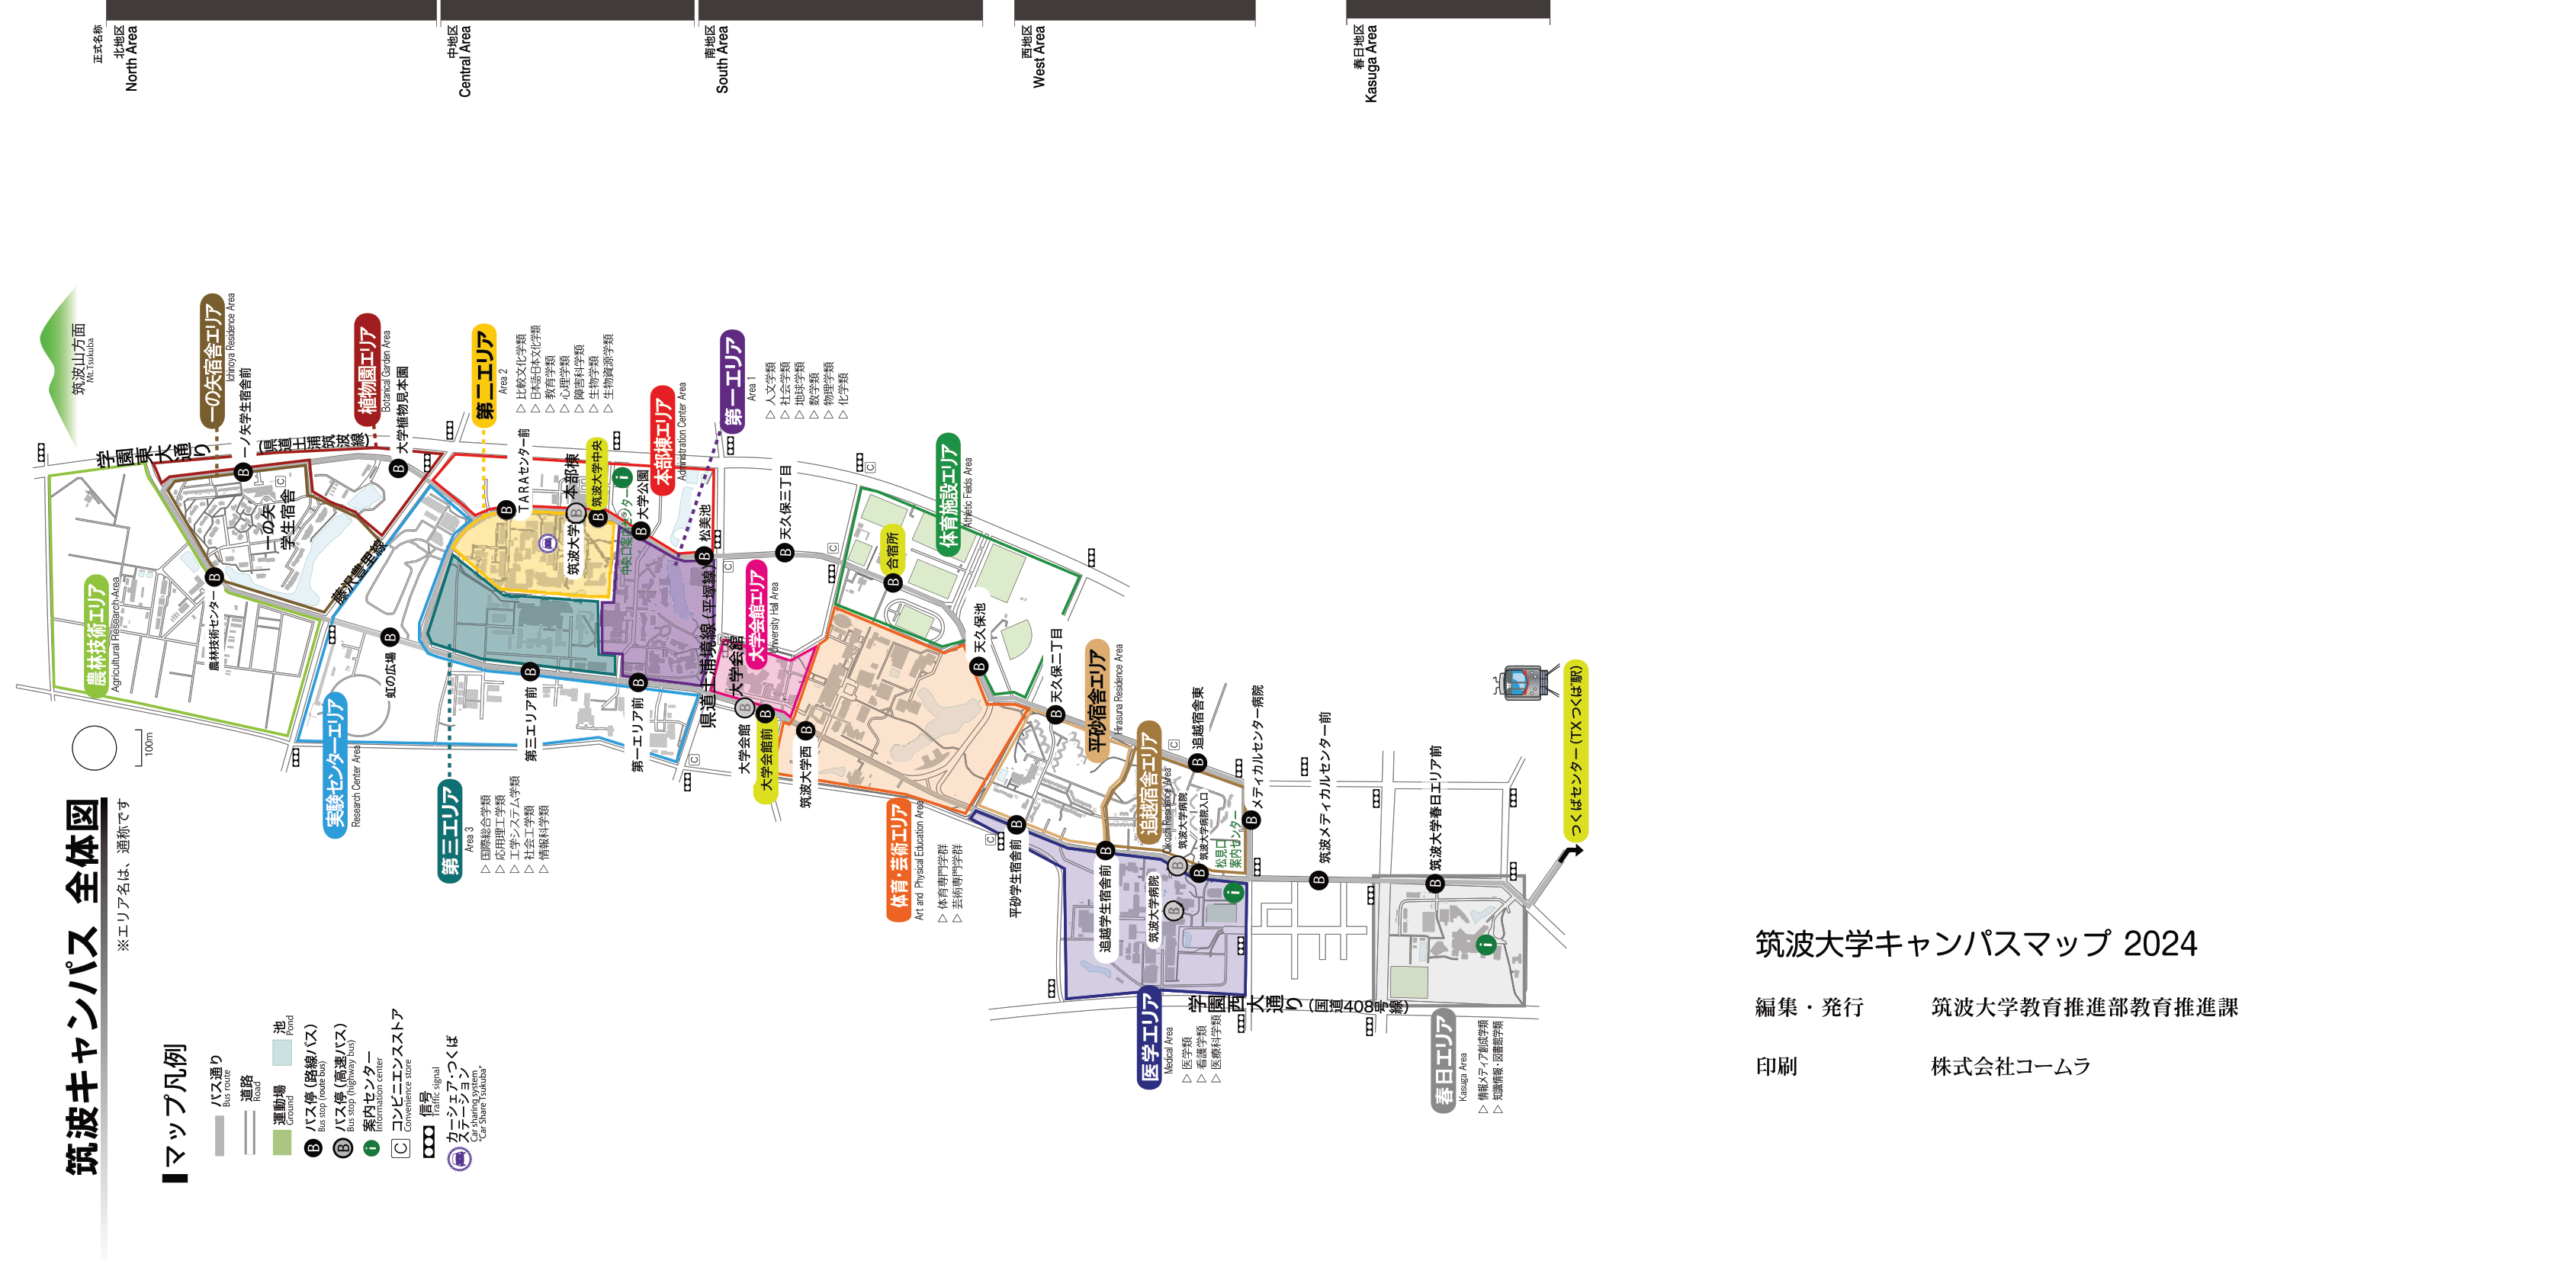 正式名称
北地区
North Area
中地区
Central Area
南地区
South Area
西地区
West Area
春日地区
Kasuga Area
筑波キャンパス 全体図
※エリア名は、通称です
100m
マップ凡例
バス通り
Bus route
道路
Road
運動場
Ground
池
Pond
バス停（路線バス）
Bus stop (route bus)
バス停（高速バス）
Bus stop (highway bus)
案内センター
Information center
コンビニエンスストア
Convenience store
信号
Traffic signal
カーシェア・つくば
ステーション
Car sharing system
“Car Share Tsukuba”
筑波山方面
Mt.Tsukuba
農林技術エリア
Agricultural Research Area
一の矢宿舎エリア
Ichinoya Residence Area
一ノ矢学生宿舎前
学園東大通り
（県道土浦筑波線）
植物園エリア
Botanical Garden Area
大学植物見本園
一の矢
学生宿舎
農林技術センター
藤沢豊里線
虹の広場
実験センターエリア
Research Center Area
第二エリア
Area 2
▷ 比較文化学類
▷ 日本語日本文化学類
▷ 教育学類
▷ 心理学類
▷ 障害科学類
▷ 生物学類
▷ 生物資源学類
TARAセンター前
筑波大学本部棟
筑波大学中央
中央口案内センター
大学公園
本部棟エリア
Administration Center Area
第一エリア
Area 1
▷ 人文学類
▷ 社会学類
▷ 地球学類
▷ 数学類
▷ 物理学類
▷ 化学類
松美池
天久保三丁目
第三エリア
Area 3
▷ 国際総合学類
▷ 応用理工学類
▷ 工学システム学類
▷ 社会工学類
▷ 情報科学類
第三エリア前
第一エリア前
県道土浦境線（平塚線）
大学会館エリア
University Hall Area
大学会館
大学会館
大学会館前
筑波大学西
体育施設エリア
Athletic Fields Area
合宿所
天久保池
天久保二丁目
体育・芸術エリア
Art and Physical Education Area
▷ 体育専門学群
▷ 芸術専門学群
平砂宿舎エリア
Hirasuna Residence Area
平砂学生宿舎前
追越宿舎エリア
Oikoshi Residence Area
追越宿舎東
追越学生宿舎前
筑波大学病院
筑波大学病院入口
筑波大学病院
松見口
案内センター
メディカルセンター病院
筑波メディカルセンター前
医学エリア
Medical Area
▷ 医学類
▷ 看護学類
▷ 医療科学類
学園西大通り（国道408号線）
筑波大学春日エリア前
春日エリア
Kasuga Area
▷ 情報メディア創成学類
▷ 知識情報・図書館学類
つくばセンター（TXつくば駅）
筑波大学キャンパスマップ 2024
編集・発行 筑波大学教育推進部教育推進課
印刷 株式会社コームラ